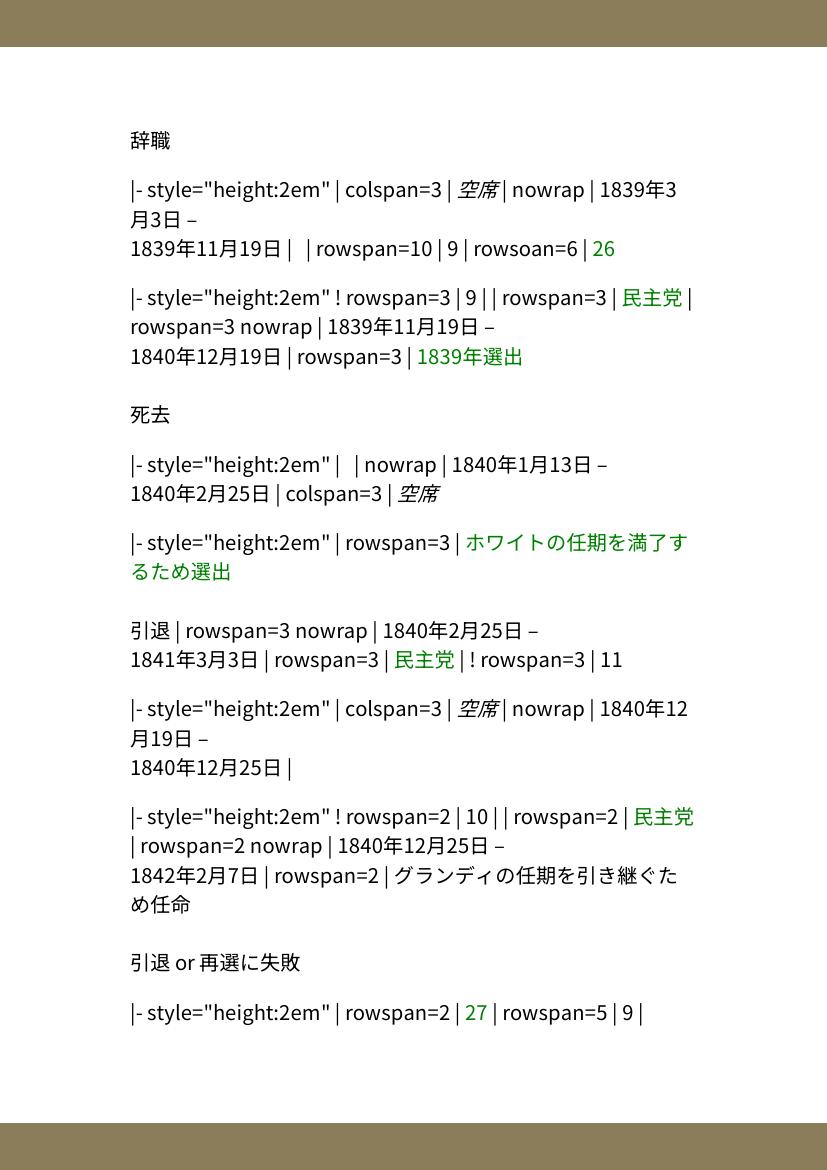 辞職
|- style="height:2em" | colspan=3 | 空席 | nowrap | 1839年3
月3日 –
1839年11月19日 |   | rowspan=10 | 9 | rowsoan=6 | 26
|- style="height:2em" ! rowspan=3 | 9 | | rowspan=3 | 民主党 |
rowspan=3 nowrap | 1839年11月19日 –
1840年12月19日 | rowspan=3 | 1839年選出
死去
|- style="height:2em" |   | nowrap | 1840年1月13日 –
1840年2月25日 | colspan=3 | 空席
|- style="height:2em" | rowspan=3 | ホワイトの任期を満了す
るため選出
引退 | rowspan=3 nowrap | 1840年2月25日 –
1841年3月3日 | rowspan=3 | 民主党 | ! rowspan=3 | 11
|- style="height:2em" | colspan=3 | 空席 | nowrap | 1840年12
月19日 –
1840年12月25日 |
|- style="height:2em" ! rowspan=2 | 10 | | rowspan=2 | 民主党
| rowspan=2 nowrap | 1840年12月25日 –
1842年2月7日 | rowspan=2 | グランディの任期を引き継ぐた
め任命
引退 or 再選に失敗
|- style="height:2em" | rowspan=2 | 27 | rowspan=5 | 9 |